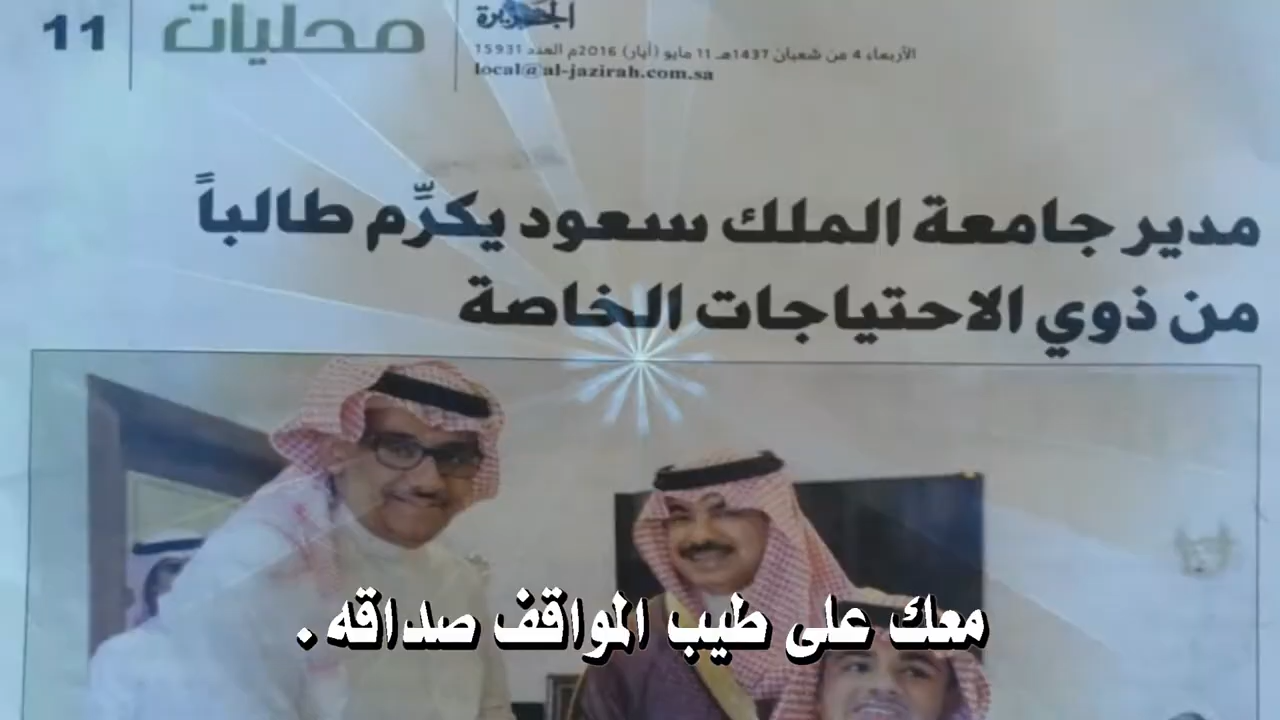 الجزيرة
محليات
11
الأربعاء 4 من شعبان 1437هـ 11 مايو (أيار) 2016م العدد 15931
local@al-jazirah.com.sa
مدير جامعة الملك سعود يكرِّم طالباً
من ذوي الاحتياجات الخاصة
معك على طيب المواقف صداقه .